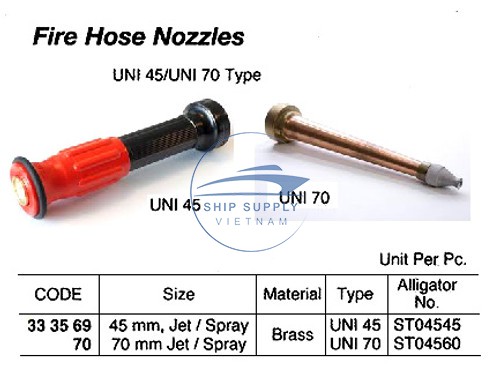 Fire Hose Nozzles
UNI 45/UNI 70 Type
UNI 45
UNI 70
SHIP SUPPLY
VIETNAM
Unit Per Pc.
CODE Size Material Type Alligator No.
33 35 69 45 mm, Jet / Spray Brass UNI 45 ST04545
70 70 mm Jet / Spray UNI 70 ST04560